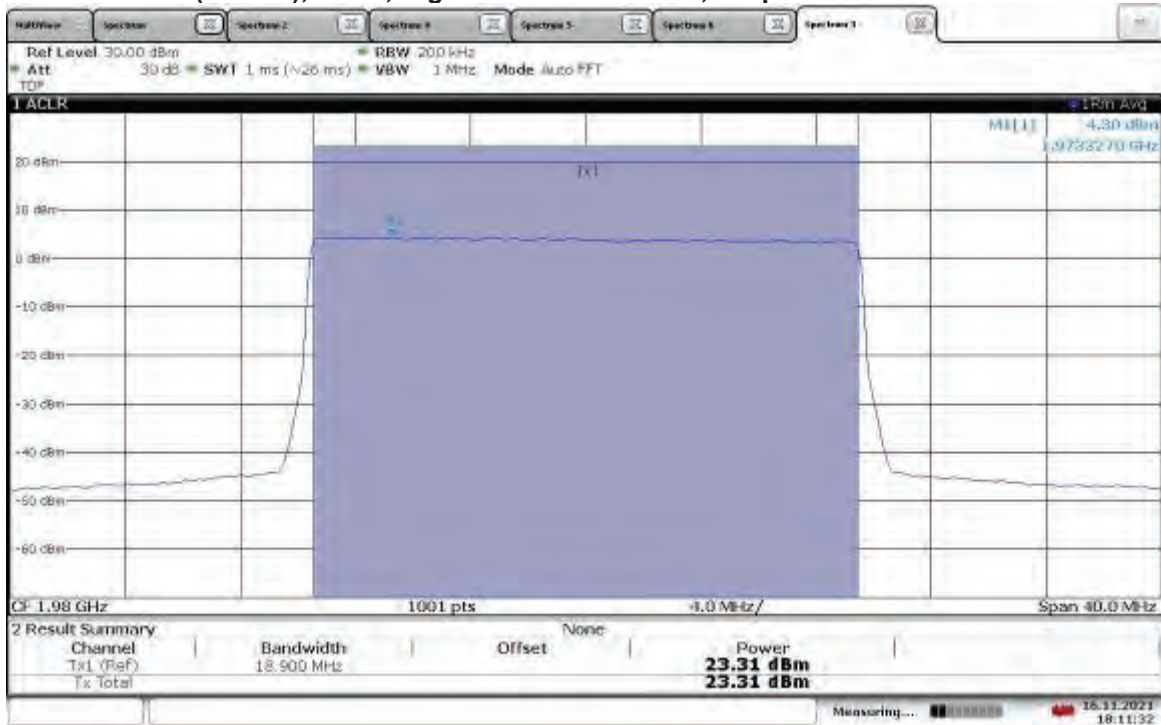 MultiView Spectrum Spectrum 2 Spectrum 4 Spectrum 5 Spectrum 6 Spectrum 3
Ref Level 30.00 dBm RBW 200 kHz
Att 30 dB SWT 1 ms (~26 ms) VBW 1 MHz Mode Auto FFT
TDF
1 ACLR 1Rm Avg
M1[1] 4.30 dBm
1.9733270 GHz
20 dBm
Tx1
10 dBm
0 dBm
-10 dBm
-20 dBm
-30 dBm
-40 dBm
-50 dBm
-60 dBm
CF 1.98 GHz 1001 pts 4.0 MHz/ Span 40.0 MHz
2 Result Summary None
Channel Bandwidth Offset Power
Tx1 (Ref) 18.900 MHz 23.31 dBm
Tx Total 23.31 dBm
Measuring... 16.11.2021
18:11:32